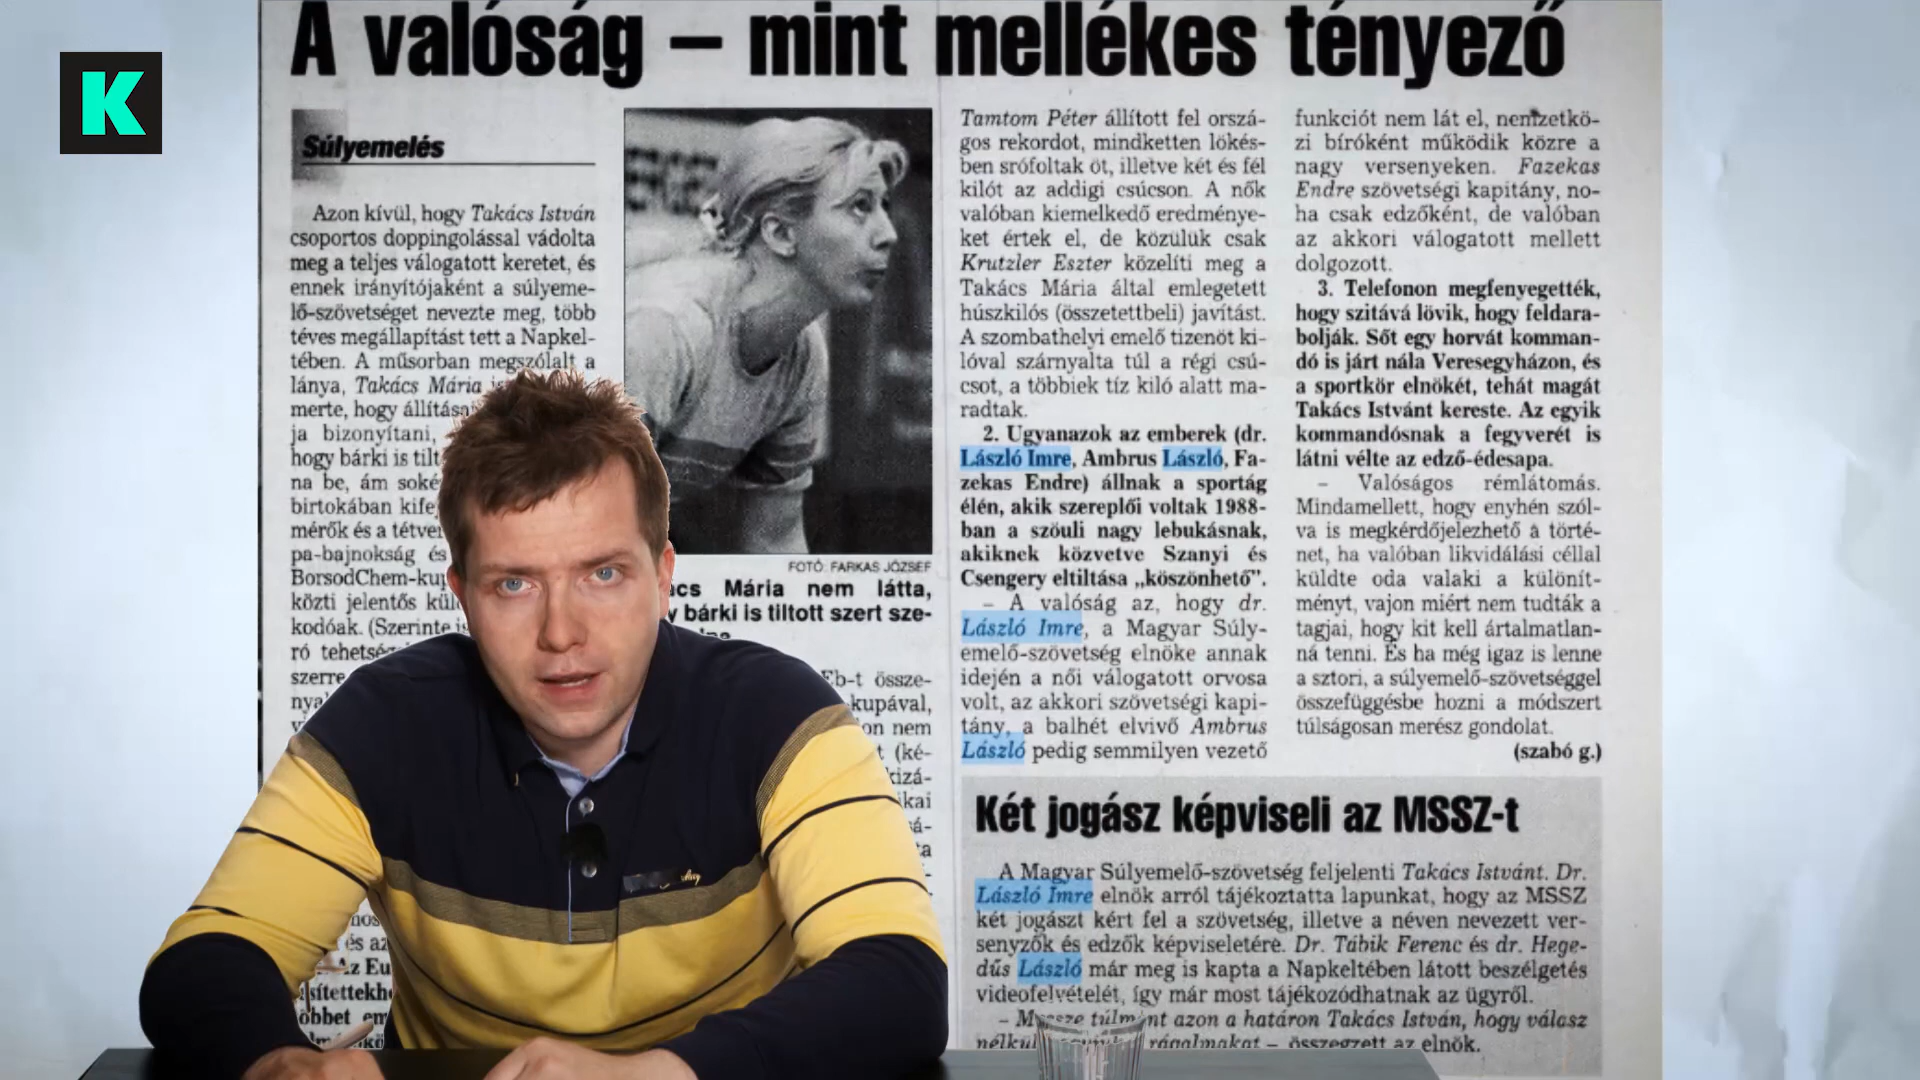 K
A valóság – mint mellékes tényező
Súlyemelés
Azon kívül, hogy Takács István
csoportos doppingolással vádolta
meg a teljes válogatott keretet, és
ennek irányítójaként a súlyeme-
lő-szövetséget nevezte meg, több
téves megállapítást tett a Napkel-
tében. A műsorban megszólalt a
lánya, Takács Mária
merte, hogy
ja bizonyítani,
hogy bárki is
na be, ám
birtokában
mérők és a
pa-bajnokság és
BorsodChem-
közti jelentős
kodóak. (Szerinte
ró
szerre
és az
FOTÓ: FARKAS JÓZSEF
Mária nem látta,
bárki is tiltott szert sze-
össze-
kupával,
nem
(ké-
Tamtom Péter állított fel orszá-
gos rekordot, mindketten lökés-
ben srófoltak öt, illetve két és fél
kilót az addigi csúcson. A nők
valóban kiemelkedő eredménye-
ket értek el, de közülük csak
Krutzler Eszter közelíti meg a
Takács Mária által emlegetett
húszkilós (összetettbeli) javítást.
A szombathelyi emelő tizenöt ki-
lóval szárnyalta túl a régi csú-
csot, a többiek tíz kiló alatt ma-
radtak.
2. Ugyanazok az emberek (dr.
László Imre, Ambrus László, Fa-
zekas Endre) állnak a sportág
élén, akik szereplői voltak 1988-
ban a szöuli nagy lebukásnak,
akiknek közvetve Szanyi és
Csengery eltiltása „köszönhető”.
– A valóság az, hogy dr.
László Imre, a Magyar Súly-
emelő-szövetség elnöke annak
idején a női válogatott orvosa
volt, az akkori szövetségi kapi-
tány, a balhét elvivő Ambrus
László pedig semmilyen vezető
funkciót nem lát el, nemzetkö-
zi bíróként működik közre a
nagy versenyeken. Fazekas
Endre szövetségi kapitány, no-
ha csak edzőként, de valóban
az akkori válogatott mellett
dolgozott.
3. Telefonon megfenyegették,
hogy szitává lövik, hogy feldara-
bolják. Sőt egy horvát komman-
dó is járt nála Veresegyházon, és
a sportkör elnökét, tehát magát
Takács Istvánt kereste. Az egyik
kommandósnak a fegyverét is
látni vélte az edző-édesapa.
– Valóságos rémlátomás.
Mindamellett, hogy enyhén szól-
va is megkérdőjelezhető a törté-
net, ha valóban likvidálási céllal
küldte oda valaki a különít-
ményt, vajon miért nem tudták a
tagjai, hogy kit kell ártalmatlan-
ná tenni. És ha még igaz is lenne
a sztori, a súlyemelő-szövetséggel
összefüggésbe hozni a módszert
túlságosan merész gondolat.
(szabó g.)
Két jogász képviseli az MSSZ-t
A Magyar Súlyemelő-szövetség feljelenti Takács Istvánt. Dr.
László Imre elnök arról tájékoztatta lapunkat, hogy az MSSZ
két jogászt kért fel a szövetség, illetve a néven nevezett ver-
senyzők és edzők képviseletére. Dr. Tábik Ferenc és dr. Hege-
dűs László már meg is kapta a Napkeltében látott beszélgetés
videofelvételét, így már most tájékozódhatnak az ügyről.
– Messze túlment azon a határon Takács István, hogy válasz
nélkül rágalmakat – összegzett az elnök.